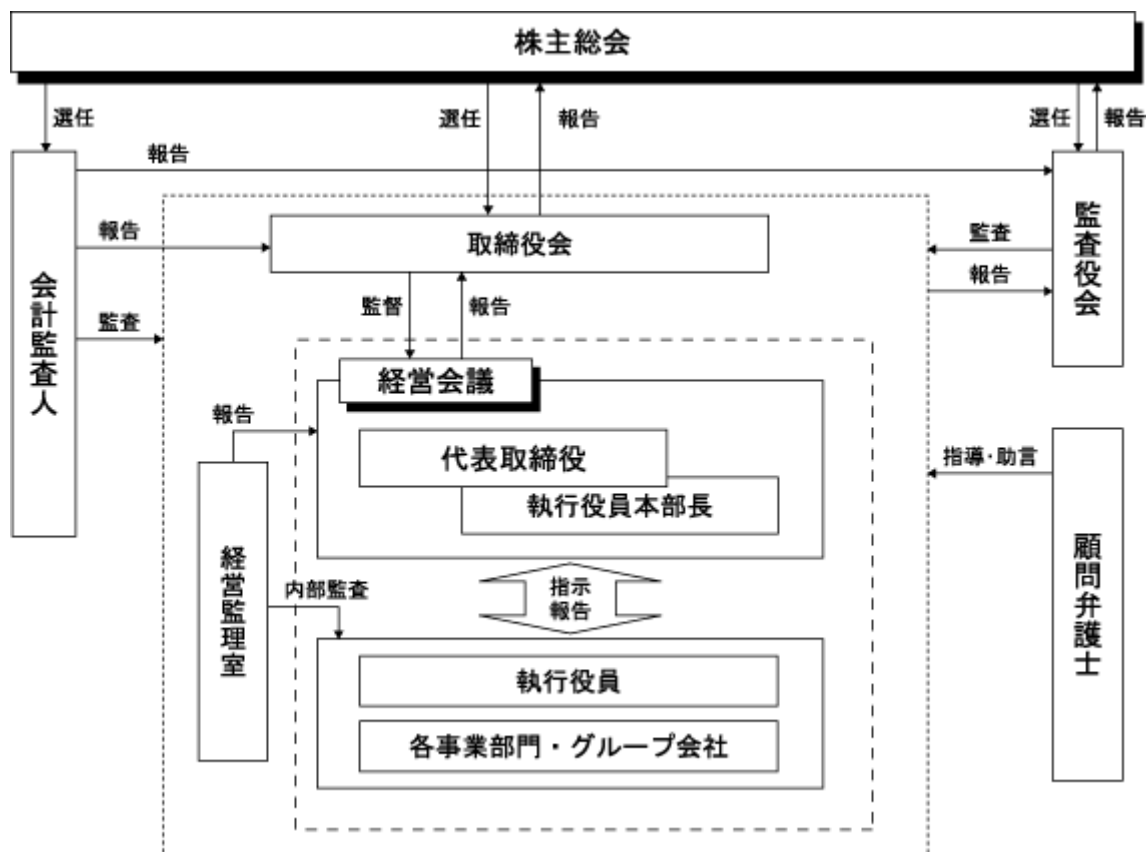 株主総会
選任
選任
報告
選任
報告
報告
会計監査人
報告
監査
取締役会
監査役会
監査
報告
監督
報告
経営会議
代表取締役
執行役員本部長
報告
経営監理室
内部監査
指示
報告
執行役員
各事業部門・グループ会社
指導・助言
顧問弁護士